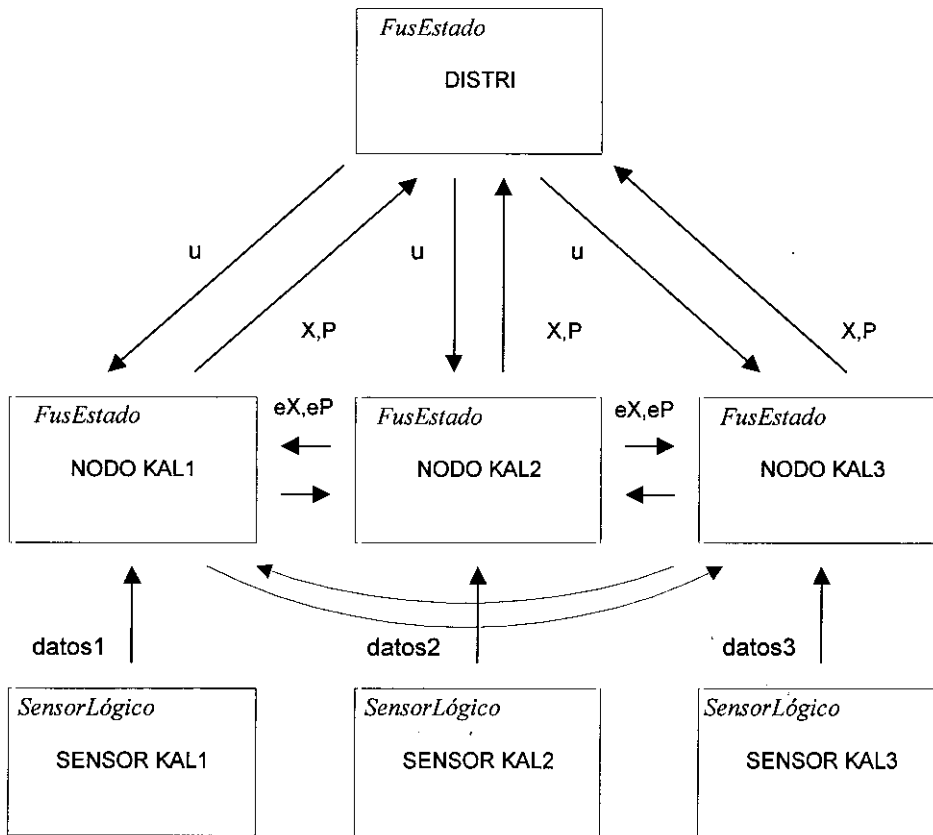 FusEstado
DISTRI
u
u
u
X,P
X,P
X,P
eX,eP
eX,eP
FusEstado
NODO KAL1
FusEstado
NODO KAL2
FusEstado
NODO KAL3
datos1
datos2
datos3
SensorLógico
SENSOR KAL1
SensorLógico
SENSOR KAL2
SensorLógico
SENSOR KAL3